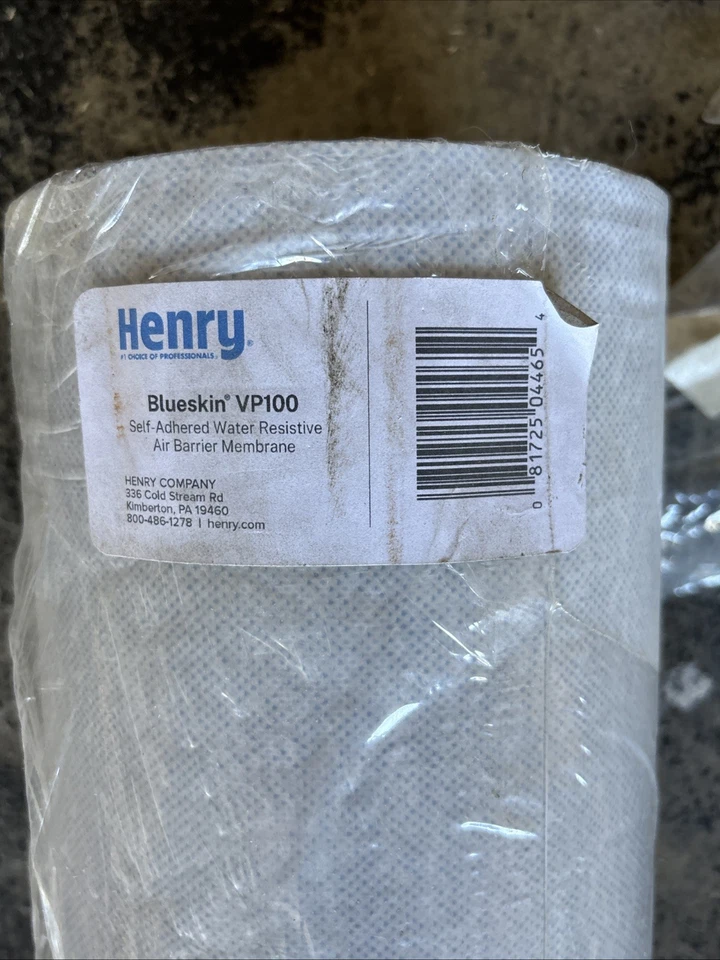 Henry®
#1 CHOICE OF PROFESSIONALS.
Blueskin® VP100
Self-Adhered Water Resistive
Air Barrier Membrane
HENRY COMPANY
336 Cold Stream Rd
Kimberton, PA 19460
800-486-1278 | henry.com
0 81725 04465 4